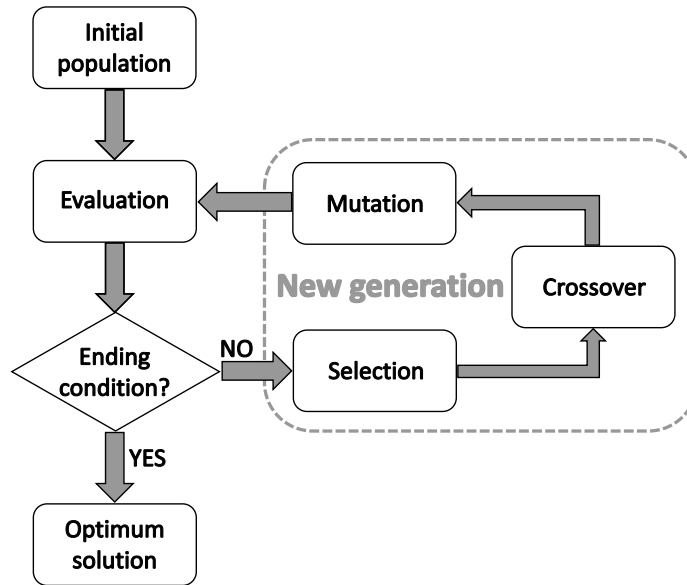 Initial
population
Evaluation
Mutation
New generation
Crossover
Ending
condition?
NO
Selection
YES
Optimum
solution